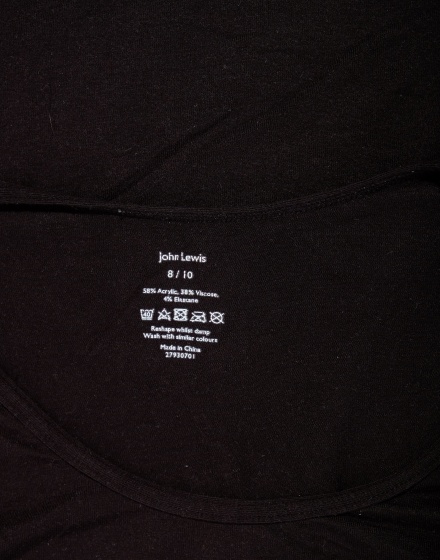 John Lewis
8 / 10
58% Acrylic, 38% Viscose,
4% Elastane
40
Reshape whilst damp
Wash with similar colours
Made in China
27930701